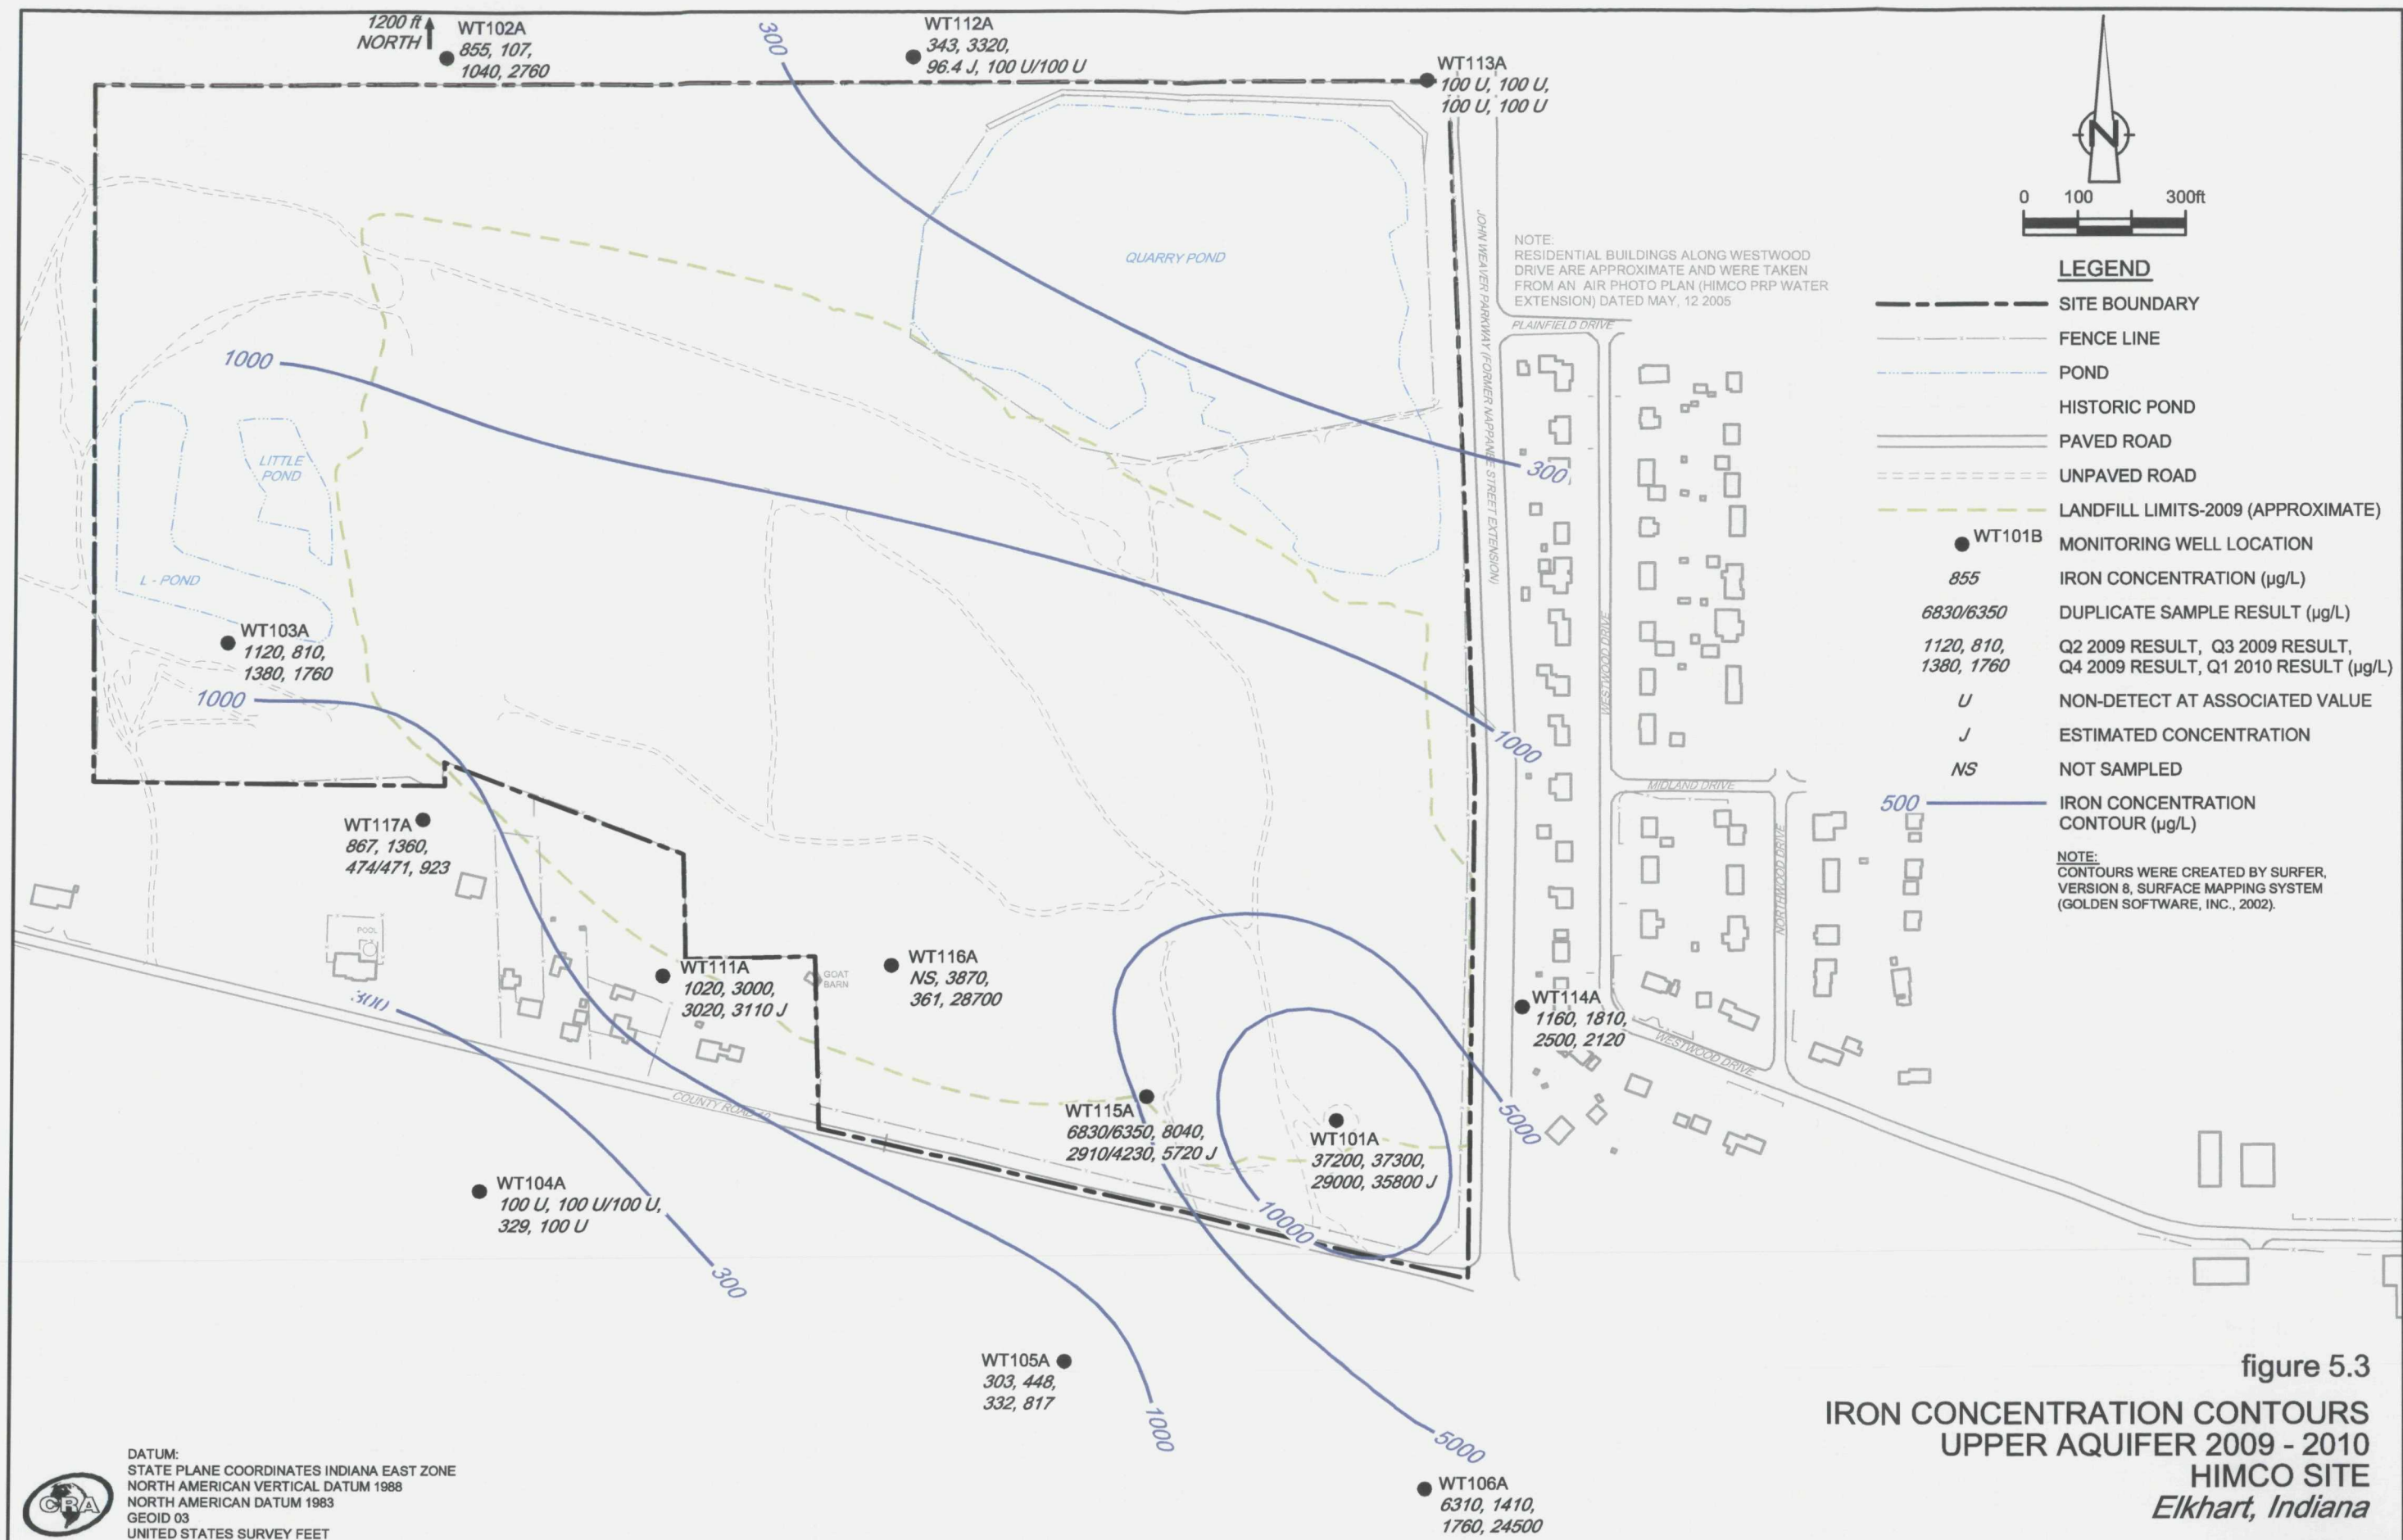 1200 ft
NORTH
WT102A
855, 107,
1040, 2760
WT112A
343, 3320,
96.4 J, 100 U/100 U
WT113A
100 U, 100 U,
100 U, 100 U
300
N
0 100 300ft
NOTE:
RESIDENTIAL BUILDINGS ALONG WESTWOOD
DRIVE ARE APPROXIMATE AND WERE TAKEN
FROM AN AIR PHOTO PLAN (HIMCO PRP WATER
EXTENSION) DATED MAY, 12 2005
QUARRY POND
JOHN WEAVER PARKWAY (FORMER NAPPANEE STREET EXTENSION)
PLAINFIELD DRIVE
LEGEND
SITE BOUNDARY
FENCE LINE
POND
HISTORIC POND
PAVED ROAD
UNPAVED ROAD
LANDFILL LIMITS-2009 (APPROXIMATE)
WT101B MONITORING WELL LOCATION
855 IRON CONCENTRATION (µg/L)
6830/6350 DUPLICATE SAMPLE RESULT (µg/L)
1120, 810, Q2 2009 RESULT, Q3 2009 RESULT,
1380, 1760 Q4 2009 RESULT, Q1 2010 RESULT (µg/L)
U NON-DETECT AT ASSOCIATED VALUE
J ESTIMATED CONCENTRATION
NS NOT SAMPLED
500 IRON CONCENTRATION
CONTOUR (µg/L)
NOTE:
CONTOURS WERE CREATED BY SURFER,
VERSION 8, SURFACE MAPPING SYSTEM
(GOLDEN SOFTWARE, INC., 2002).
1000
300
LITTLE
POND
L - POND
WT103A
1120, 810,
1380, 1760
1000
1000
WESTWOOD DRIVE
MIDLAND DRIVE
NORTHWOOD DRIVE
WT117A
867, 1360,
474/471, 923
POOL
WT111A
1020, 3000,
3020, 3110 J
GOAT
BARN
WT116A
NS, 3870,
361, 28700
WT114A
1160, 1810,
2500, 2120
WESTWOOD DRIVE
300
COUNTY ROAD 10
WT115A
6830/6350, 8040,
2910/4230, 5720 J
WT101A
37200, 37300,
29000, 35800 J
5000
10000
WT104A
100 U, 100 U/100 U,
329, 100 U
300
WT105A
303, 448,
332, 817
1000
5000
WT106A
6310, 1410,
1760, 24500
figure 5.3
IRON CONCENTRATION CONTOURS
UPPER AQUIFER 2009 - 2010
HIMCO SITE
Elkhart, Indiana
CRA
DATUM:
STATE PLANE COORDINATES INDIANA EAST ZONE
NORTH AMERICAN VERTICAL DATUM 1988
NORTH AMERICAN DATUM 1983
GEOID 03
UNITED STATES SURVEY FEET